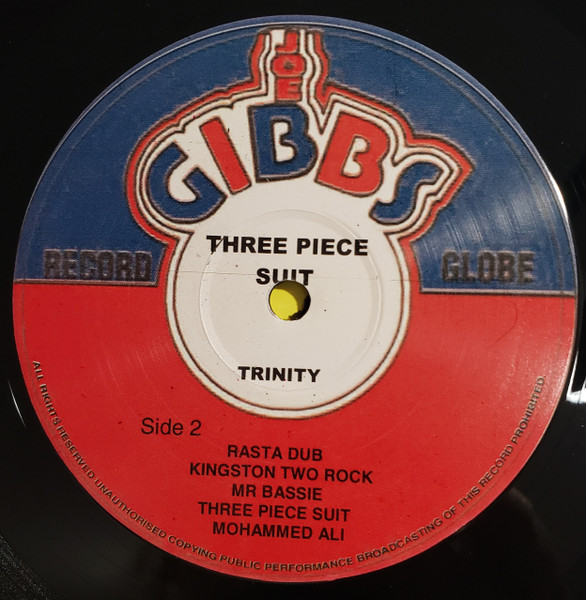 JOE
GIBBS
RECORD GLOBE
THREE PIECE
SUIT
TRINITY
Side 2
RASTA DUB
KINGSTON TWO ROCK
MR BASSIE
THREE PIECE SUIT
MOHAMMED ALI
ALL RIGHTS RESERVED UNAUTHORISED COPYING PUBLIC PERFORMANCE BROADCASTING OF THIS RECORD PROHIBITED.